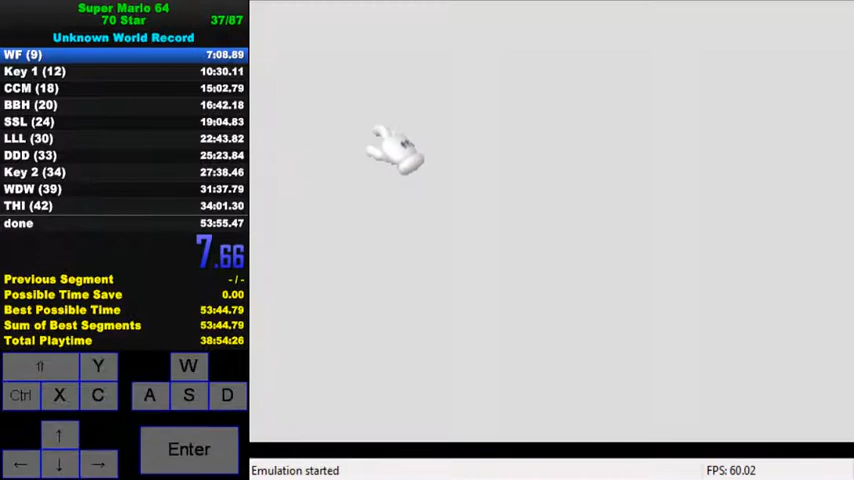 Super Mario 64
70 Star 37/87
Unknown World Record
WF (9) 7:08.89
Key 1 (12) 10:30.11
CCM (18) 15:02.79
BBH (20) 16:42.18
SSL (24) 19:04.83
LLL (30) 22:43.82
DDD (33) 25:23.84
Key 2 (34) 27:38.46
WDW (39) 31:37.79
THI (42) 34:01.30
done 53:55.47
7.66
Previous Segment -/-
Possible Time Save 0.00
Best Possible Time 53:44.79
Sum of Best Segments 53:44.79
Total Playtime 38:54:26
⇧ Y W
Ctrl X C A S D
↑
← ↓ → Enter
Emulation started FPS: 60.02